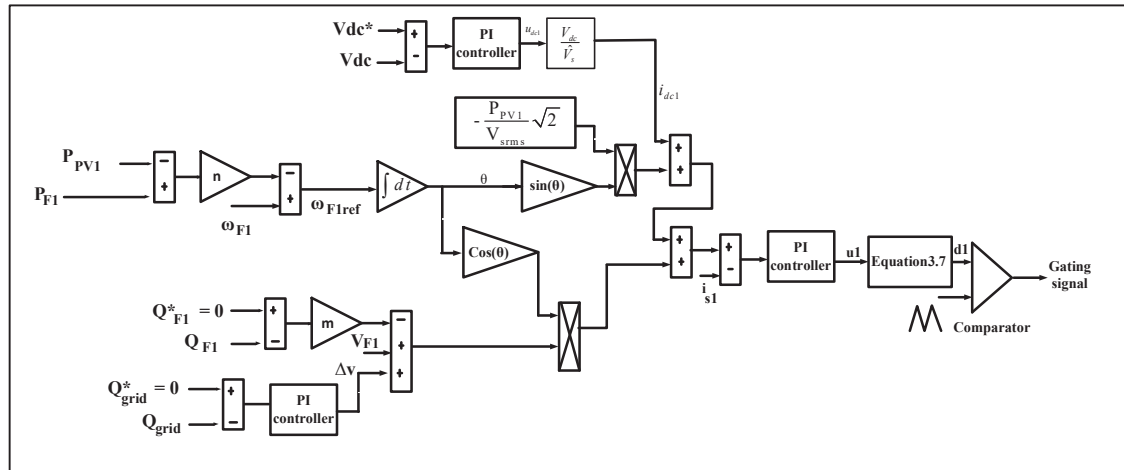 Vdc*
+
Vdc
-
PI
controller
u_dc1
V_dc
V̂_s
i_dc1
- P_PV1 √2
V_srms
P_PV1
-
P_F1
+
n
-
+
ω_F1
ω_F1ref
∫ dt
θ
sin(θ)
+
+
Cos(θ)
+
+
+
-
i_s1
PI
controller
u1
Equation3.7
d1
Gating
signal
Comparator
Q*_F1 = 0
+
Q_F1
-
m
-
V_F1
+
Δv
+
Q*_grid = 0
+
Q_grid
-
PI
controller